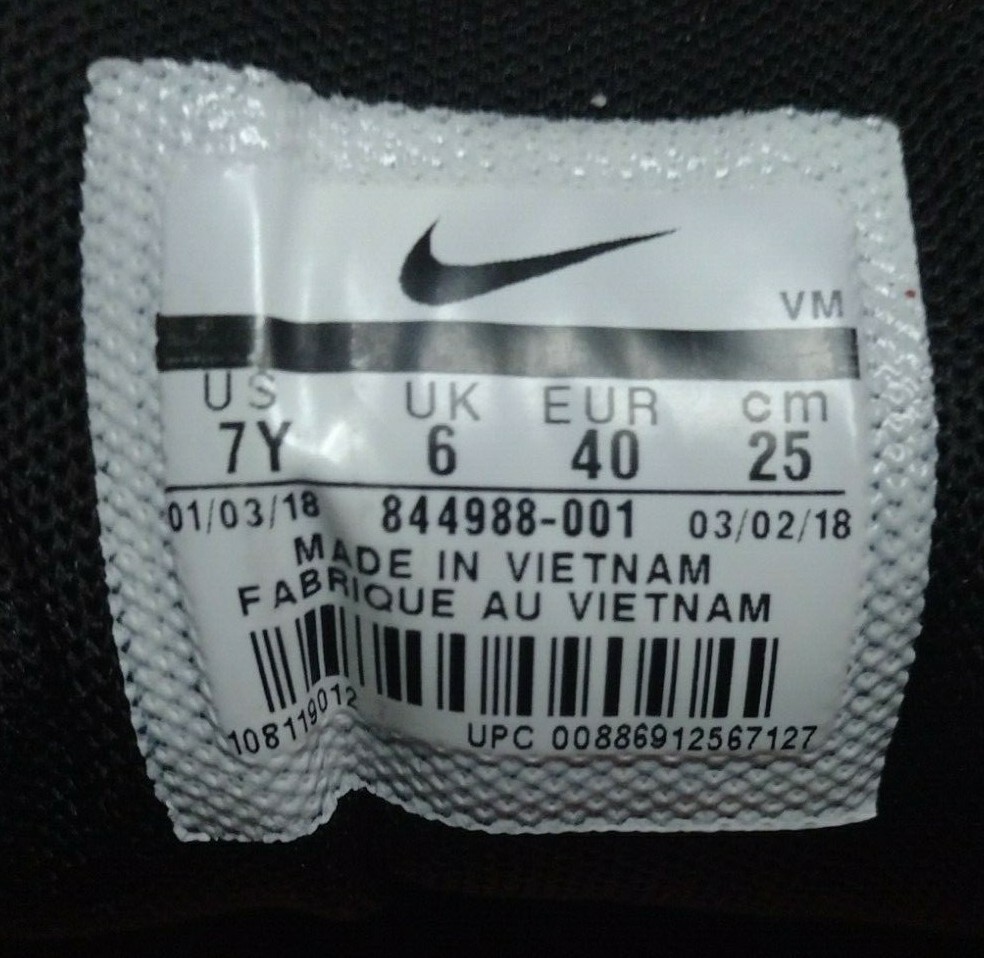 VM
US UK EUR cm
7Y 6 40 25
01/03/18 844988-001 03/02/18
MADE IN VIETNAM
FABRIQUE AU VIETNAM
108119012 UPC 00886912567127